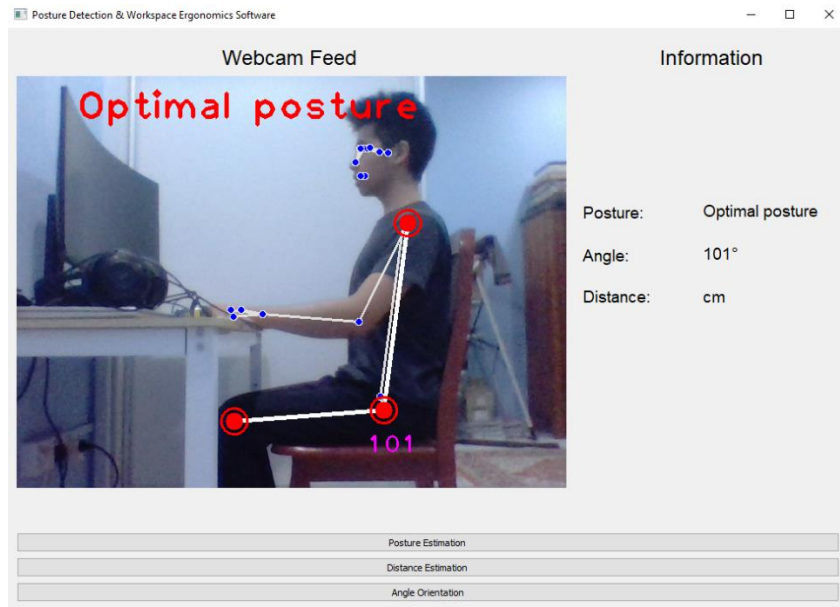 Posture Detection & Workspace Ergonomics Software
Webcam Feed
Information
Optimal posture
Posture: Optimal posture
Angle: 101°
Distance: cm
101
Posture Estimation
Distance Estimation
Angle Orientation